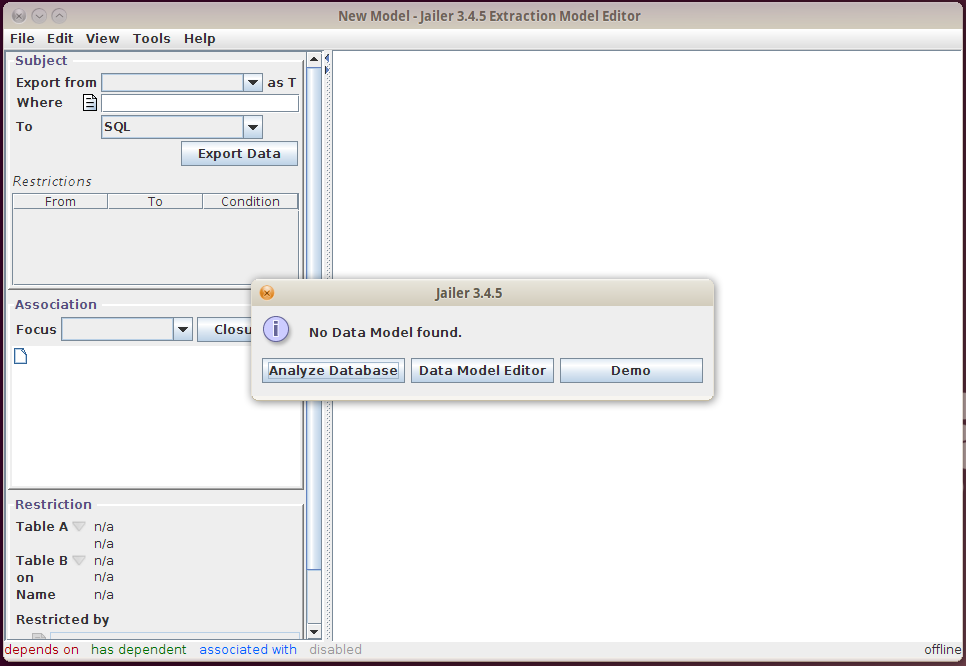 New Model - Jailer 3.4.5 Extraction Model Editor
File Edit View Tools Help
Subject
Export from as T
Where
To SQL
Export Data
Restrictions
From To Condition
Jailer 3.4.5
No Data Model found.
Analyze Database Data Model Editor Demo
Association
Focus Closu
Restriction
Table A n/a
n/a
Table B n/a
on n/a
Name n/a
Restricted by
depends on has dependent associated with disabled offline